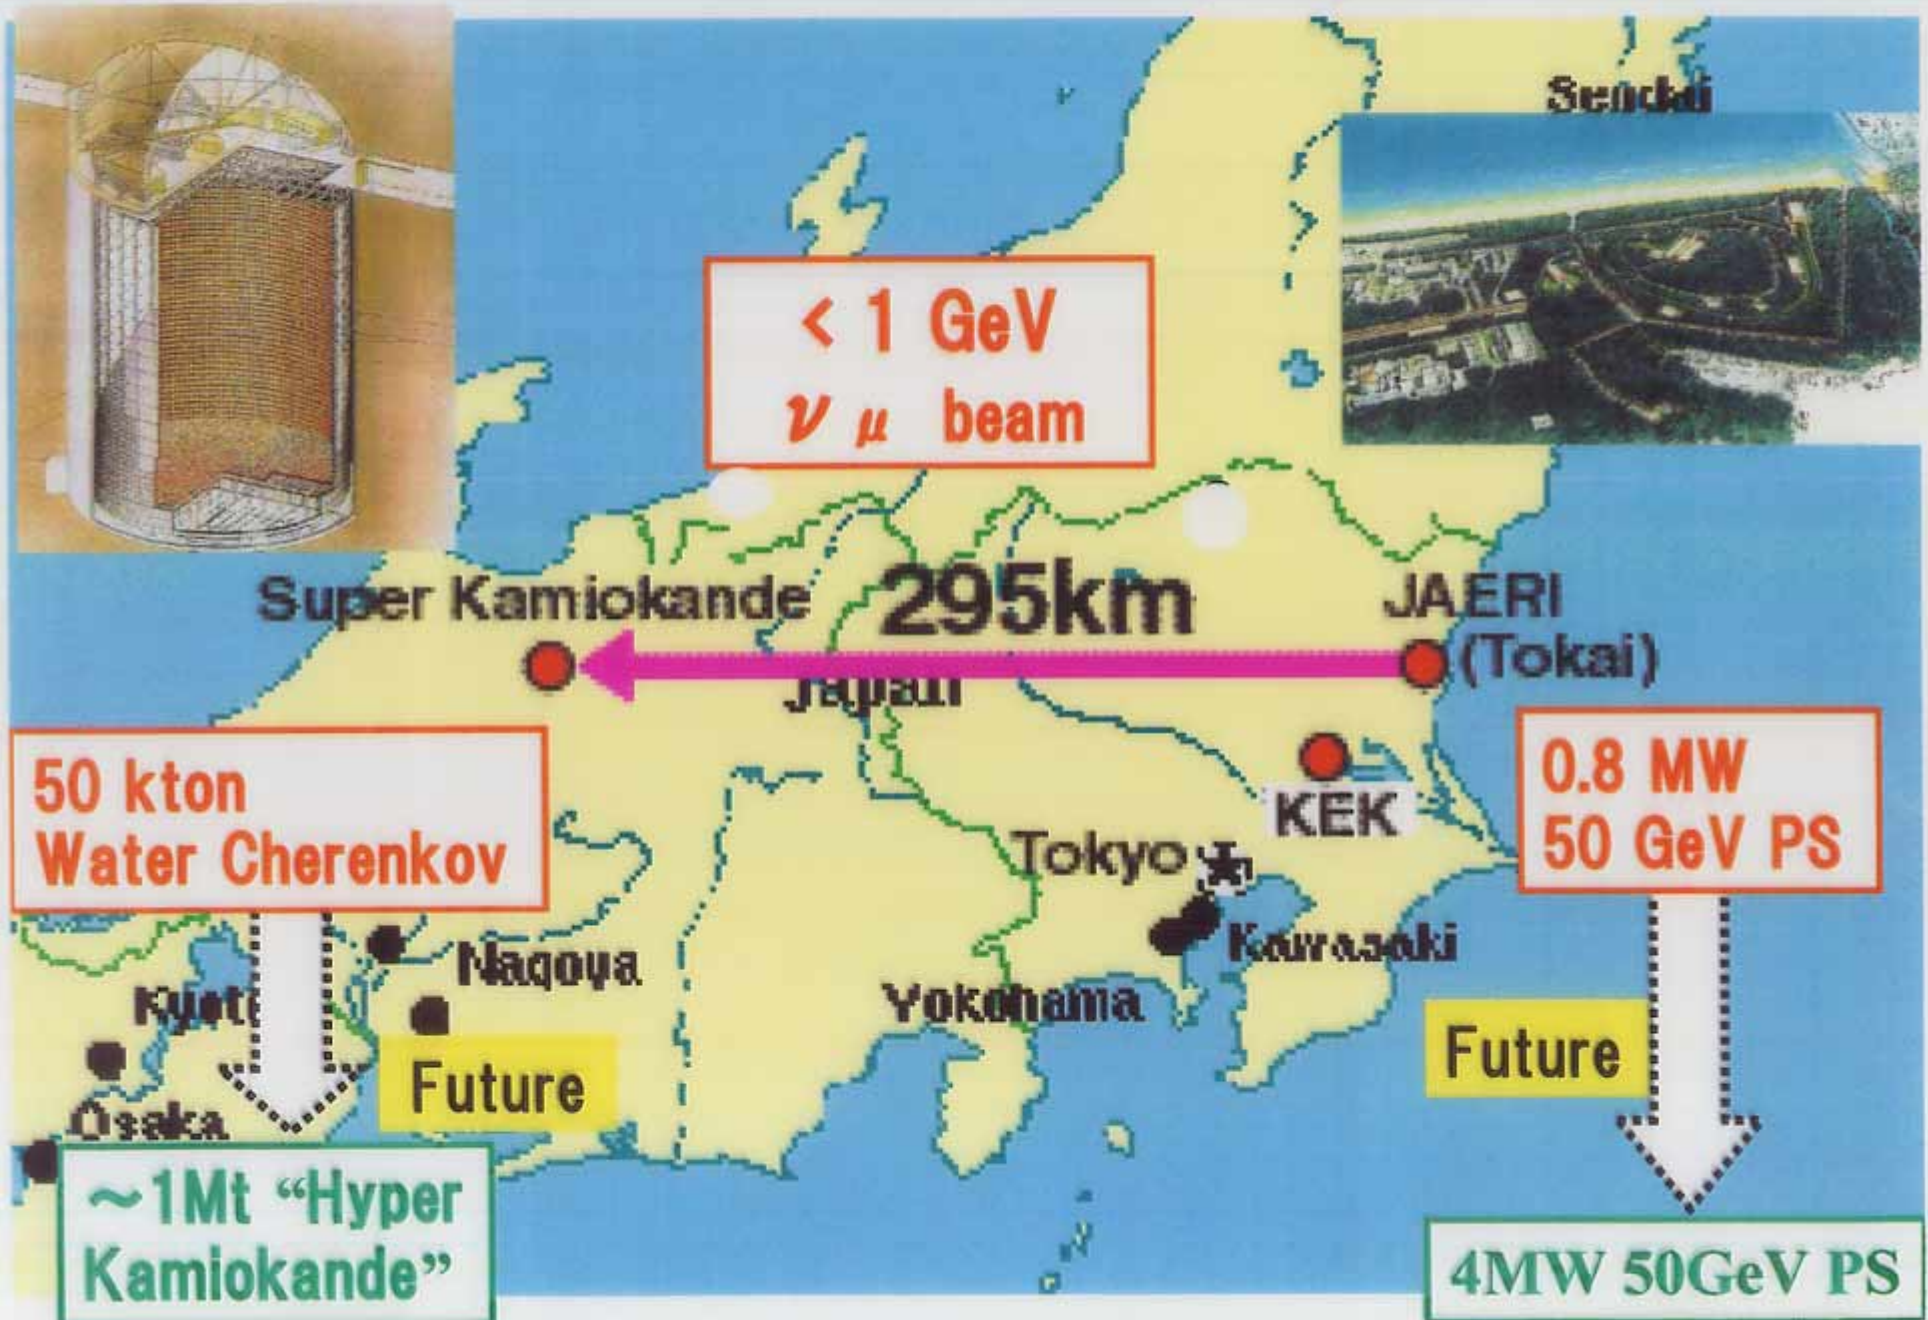 Sendai
< 1 GeV
ν μ beam
Super Kamiokande
295km
JAERI
(Tokai)
Japan
50 kton
Water Cherenkov
0.8 MW
50 GeV PS
KEK
Tokyo
Kawasaki
Nagoya
Yokohama
Kyoto
Future
Future
Osaka
~1Mt “Hyper
Kamiokande”
4MW 50GeV PS